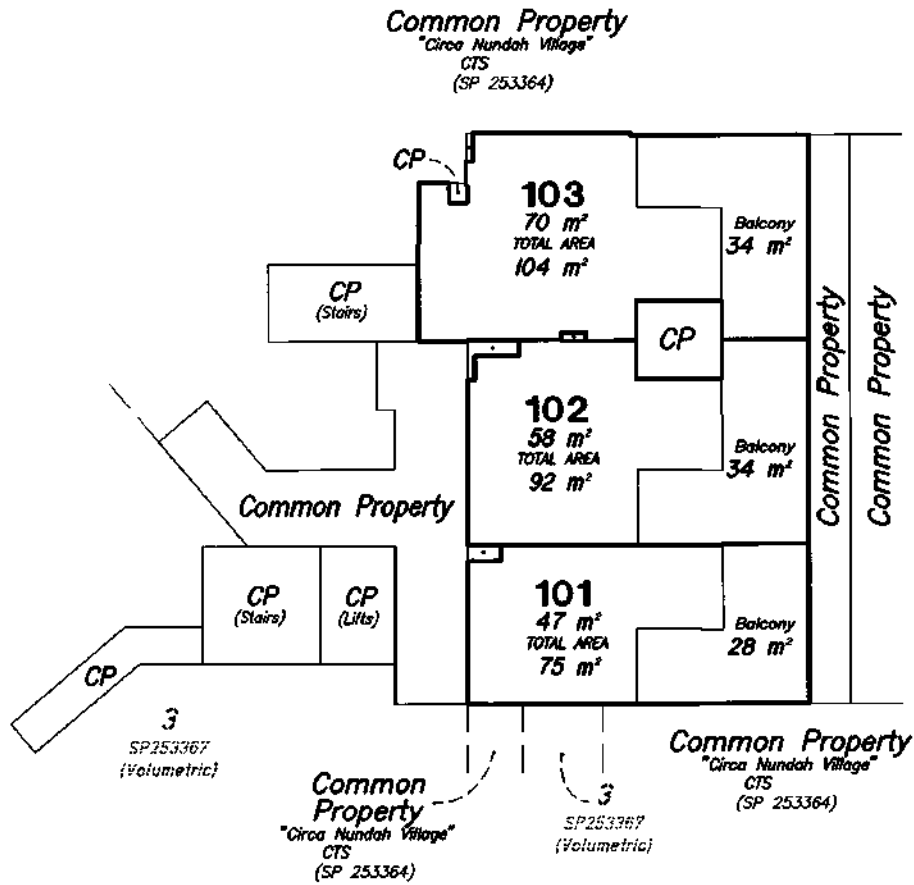 Common Property
"Circa Nundah Village"
CTS
(SP 253364)
CP
103
70 m²
TOTAL AREA
104 m²
Balcony
34 m²
CP
(Stairs)
CP
Common Property
Common Property
102
58 m²
TOTAL AREA
92 m²
Balcony
34 m²
Common Property
CP
(Stairs)
CP
(Lifts)
101
47 m²
TOTAL AREA
75 m²
Balcony
28 m²
CP
3
SP253367
(Volumetric)
Common Property
"Circa Nundah Village"
CTS
(SP 253364)
Common
Property
"Circa Nundah Village"
CTS
(SP 253364)
3
SP253367
(Volumetric)